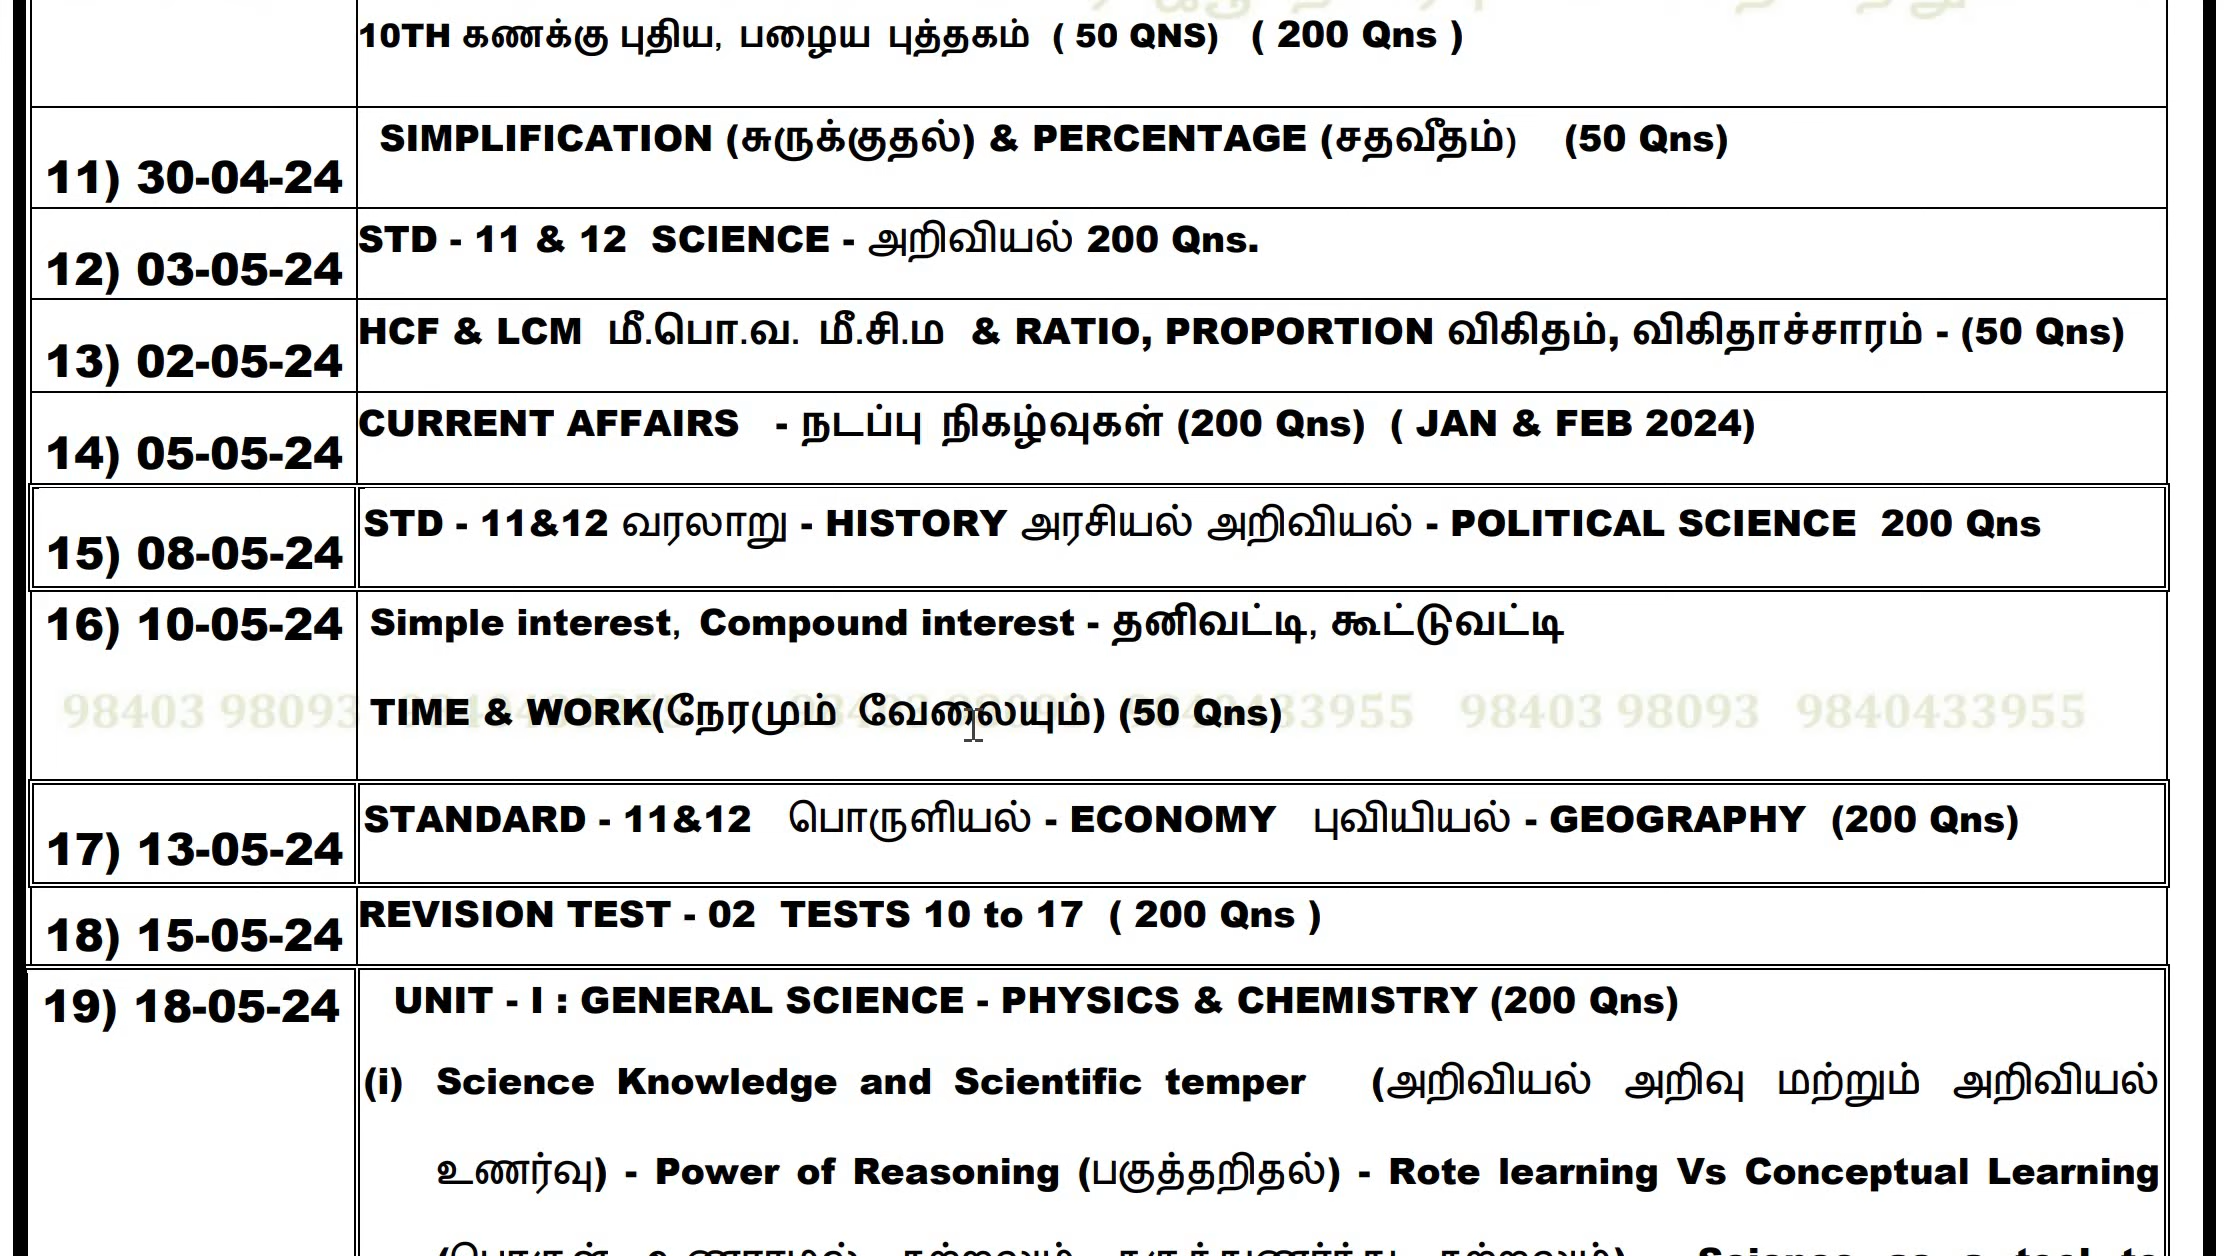 10TH கணக்கு புதிய, பழைய புத்தகம் ( 50 QNS) ( 200 Qns )
11) 30-04-24 SIMPLIFICATION (சுருக்குதல்) & PERCENTAGE (சதவீதம்) (50 Qns)
12) 03-05-24 STD - 11 & 12 SCIENCE - அறிவியல் 200 Qns.
13) 02-05-24 HCF & LCM மீ.பொ.வ. மீ.சி.ம & RATIO, PROPORTION விகிதம், விகிதாச்சாரம் - (50 Qns)
14) 05-05-24 CURRENT AFFAIRS - நடப்பு நிகழ்வுகள் (200 Qns) ( JAN & FEB 2024)
15) 08-05-24 STD - 11&12 வரலாறு - HISTORY அரசியல் அறிவியல் - POLITICAL SCIENCE 200 Qns
16) 10-05-24 Simple interest, Compound interest - தனிவட்டி, கூட்டுவட்டி
TIME & WORK(நேரமும் வேலையும்) (50 Qns)
98403 98093 98403 98093 9840433955 98403 98093 9840433955
17) 13-05-24 STANDARD - 11&12 பொருளியல் - ECONOMY புவியியல் - GEOGRAPHY (200 Qns)
18) 15-05-24 REVISION TEST - 02 TESTS 10 to 17 ( 200 Qns )
19) 18-05-24 UNIT - I : GENERAL SCIENCE - PHYSICS & CHEMISTRY (200 Qns)
(i) Science Knowledge and Scientific temper (அறிவியல் அறிவு மற்றும் அறிவியல்
உணர்வு) - Power of Reasoning (பகுத்தறிதல்) - Rote learning Vs Conceptual Learning